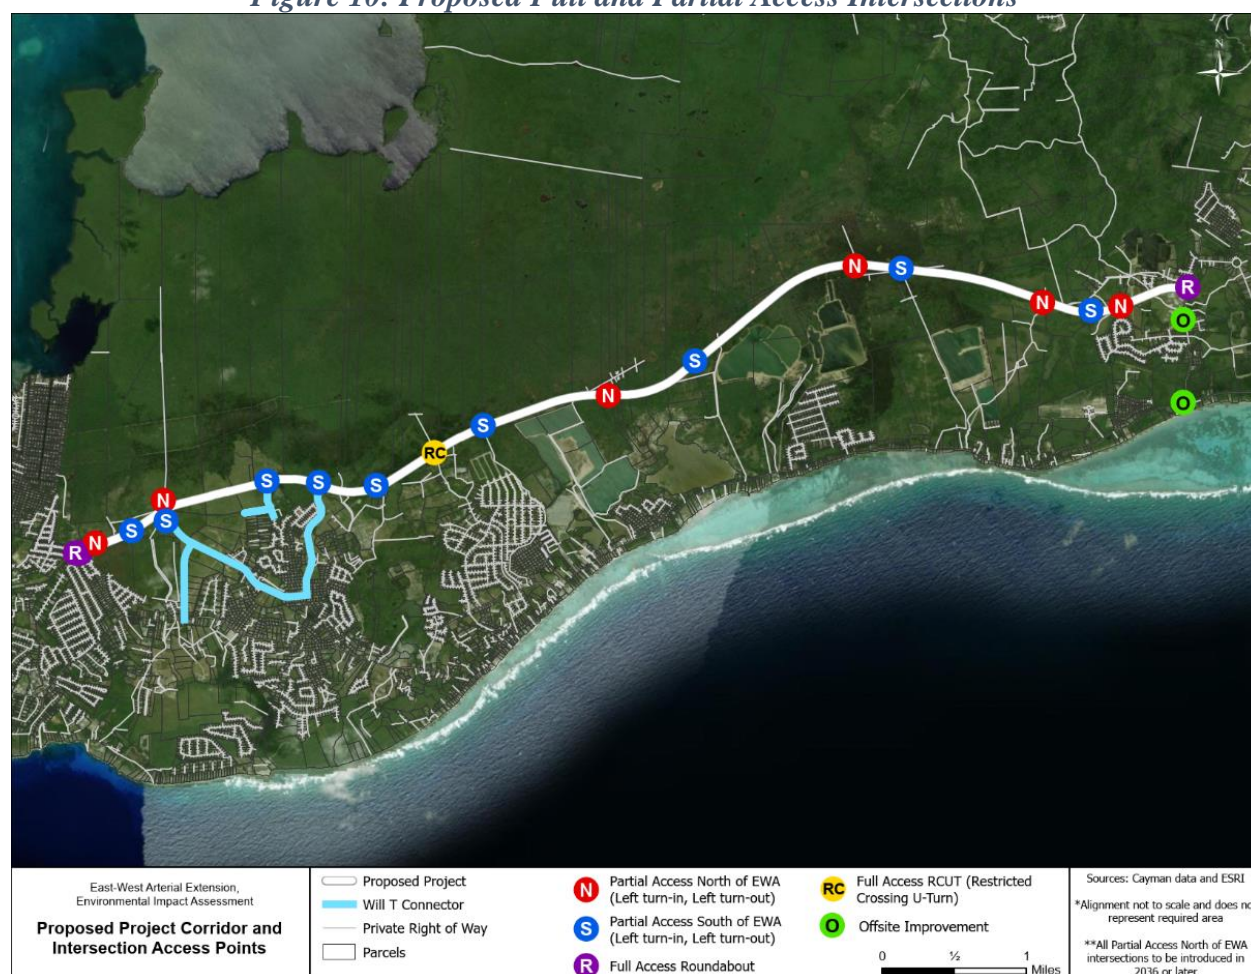 Figure 10: Proposed Full and Partial Access Intersections
N
N
S
R
O
N
S
N
O
S
N
S
RC
S
S
S
N
S
S
N
R
East-West Arterial Extension,
Environmental Impact Assessment
Proposed Project Corridor and
Intersection Access Points
Proposed Project
Will T Connector
Private Right of Way
Parcels
N
Partial Access North of EWA
(Left turn-in, Left turn-out)
S
Partial Access South of EWA
(Left turn-in, Left turn-out)
R
Full Access Roundabout
RC
Full Access RCUT (Restricted
Crossing U-Turn)
O
Offsite Improvement
0 ½ 1
Miles
Sources: Cayman data and ESRI
*Alignment not to scale and does no
represent required area
**All Partial Access North of EWA
intersections to be introduced in
2036 or later